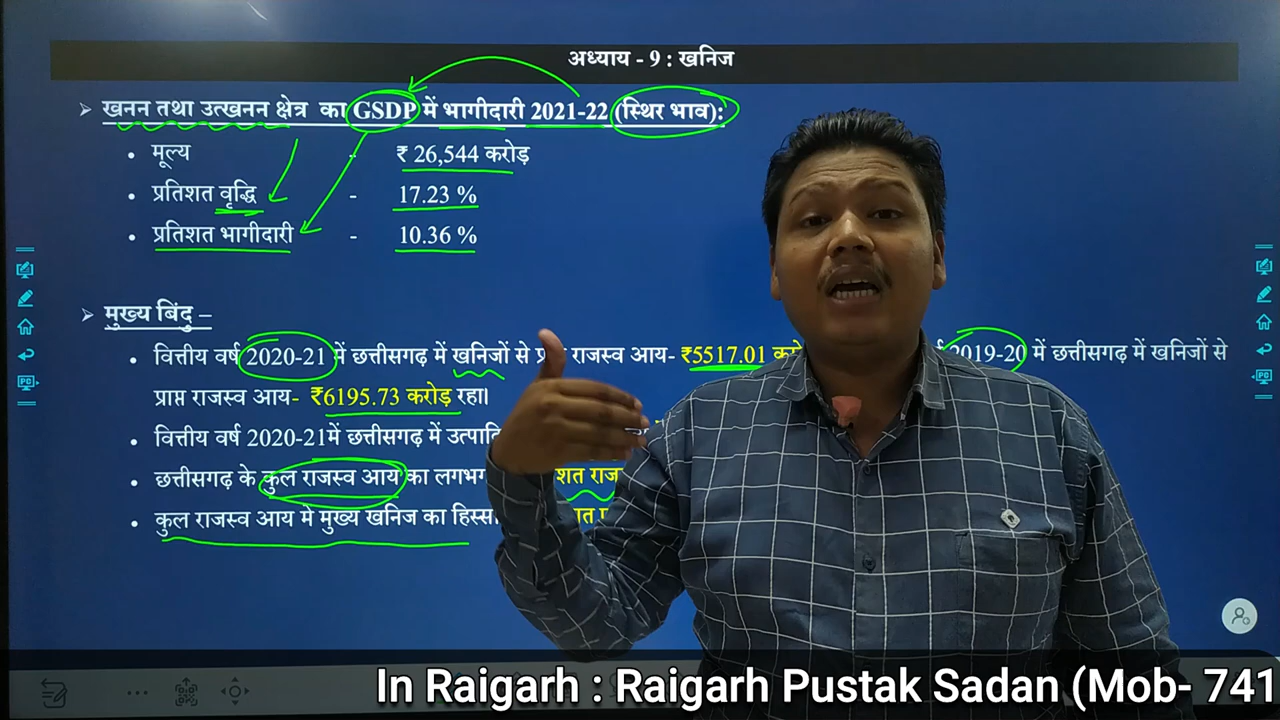 अध्याय - 9 : खनिज
➢ खनन तथा उत्खनन क्षेत्र का GSDP में भागीदारी 2021-22 (स्थिर भाव):
• मूल्य - ₹ 26,544 करोड़
• प्रतिशत वृद्धि - 17.23 %
• प्रतिशत भागीदारी - 10.36 %
➢ मुख्य बिंदु –
• वित्तीय वर्ष 2020-21 में छत्तीसगढ़ में खनिजों से राजस्व आय- ₹5517.01 2019-20 में छत्तीसगढ़ में खनिजों से
प्राप्त राजस्व आय- ₹6195.73 करोड़ रहा।
• वित्तीय वर्ष 2020-21में छत्तीसगढ़ में
• छत्तीसगढ़ के कुल राजस्व आय का
• कुल राजस्व आय में मुख्य खनिज का हिस्सा
In Raigarh : Raigarh Pustak Sadan (Mob- 741